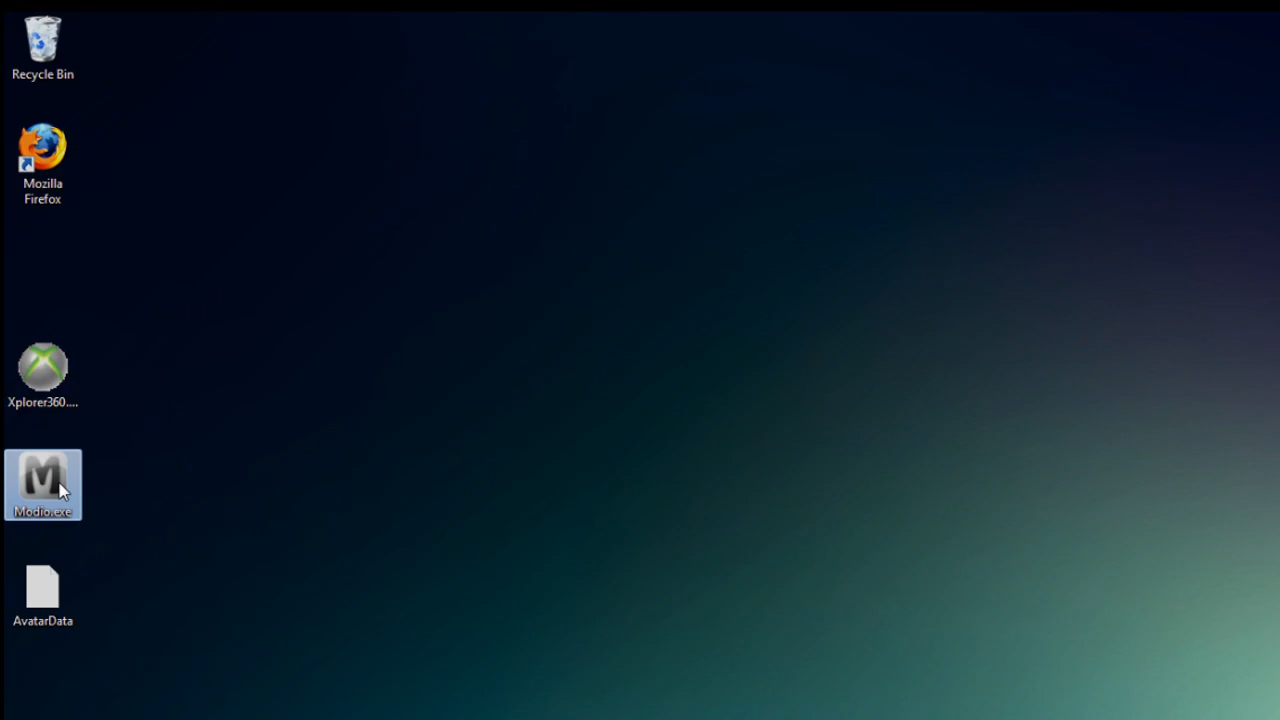 Recycle Bin
Mozilla
Firefox
Xplorer360....
Modio.exe
AvatarData